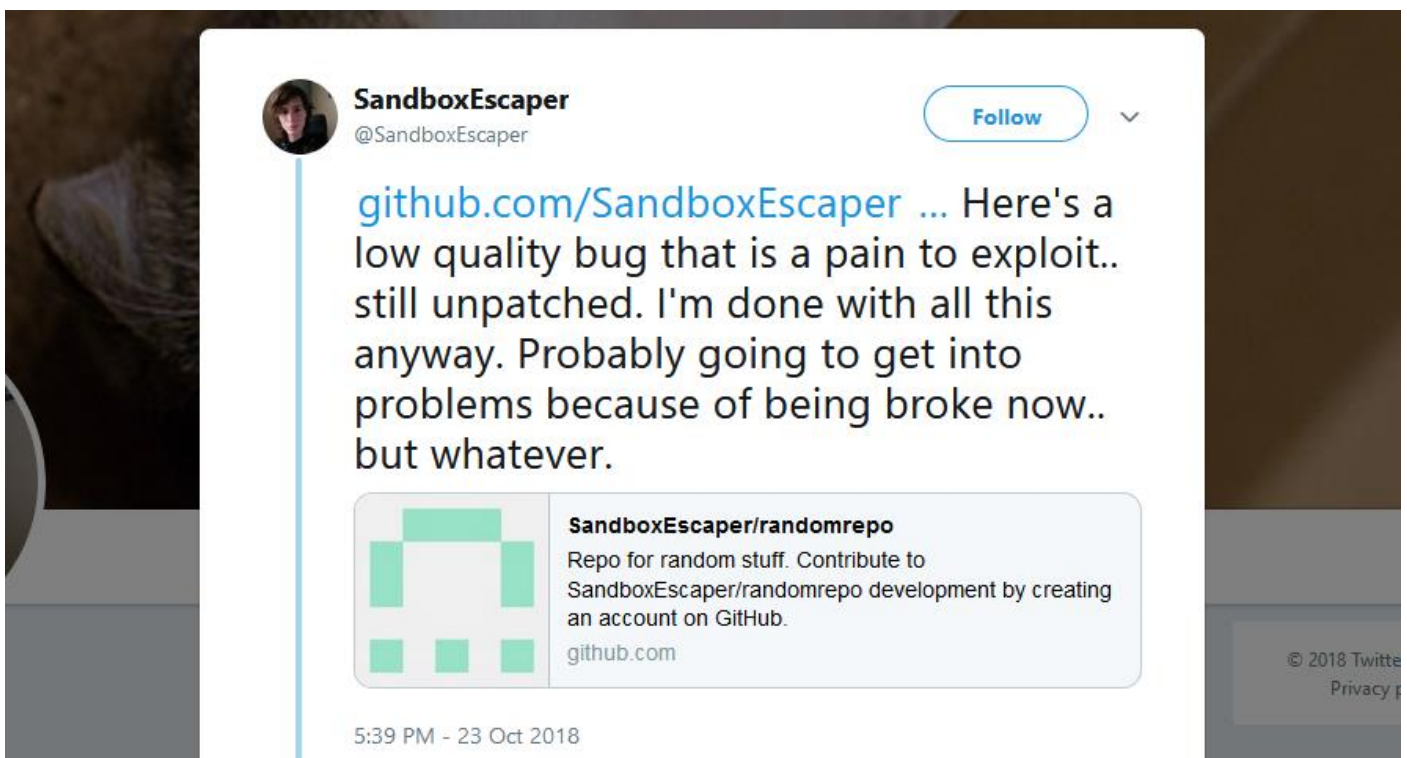 SandboxEscaper
@SandboxEscaper
Follow
github.com/SandboxEscaper ... Here's a
low quality bug that is a pain to exploit..
still unpatched. I'm done with all this
anyway. Probably going to get into
problems because of being broke now..
but whatever.
SandboxEscaper/randomrepo
Repo for random stuff. Contribute to
SandboxEscaper/randomrepo development by creating
an account on GitHub.
github.com
5:39 PM - 23 Oct 2018
© 2018 Twitte
Privacy p